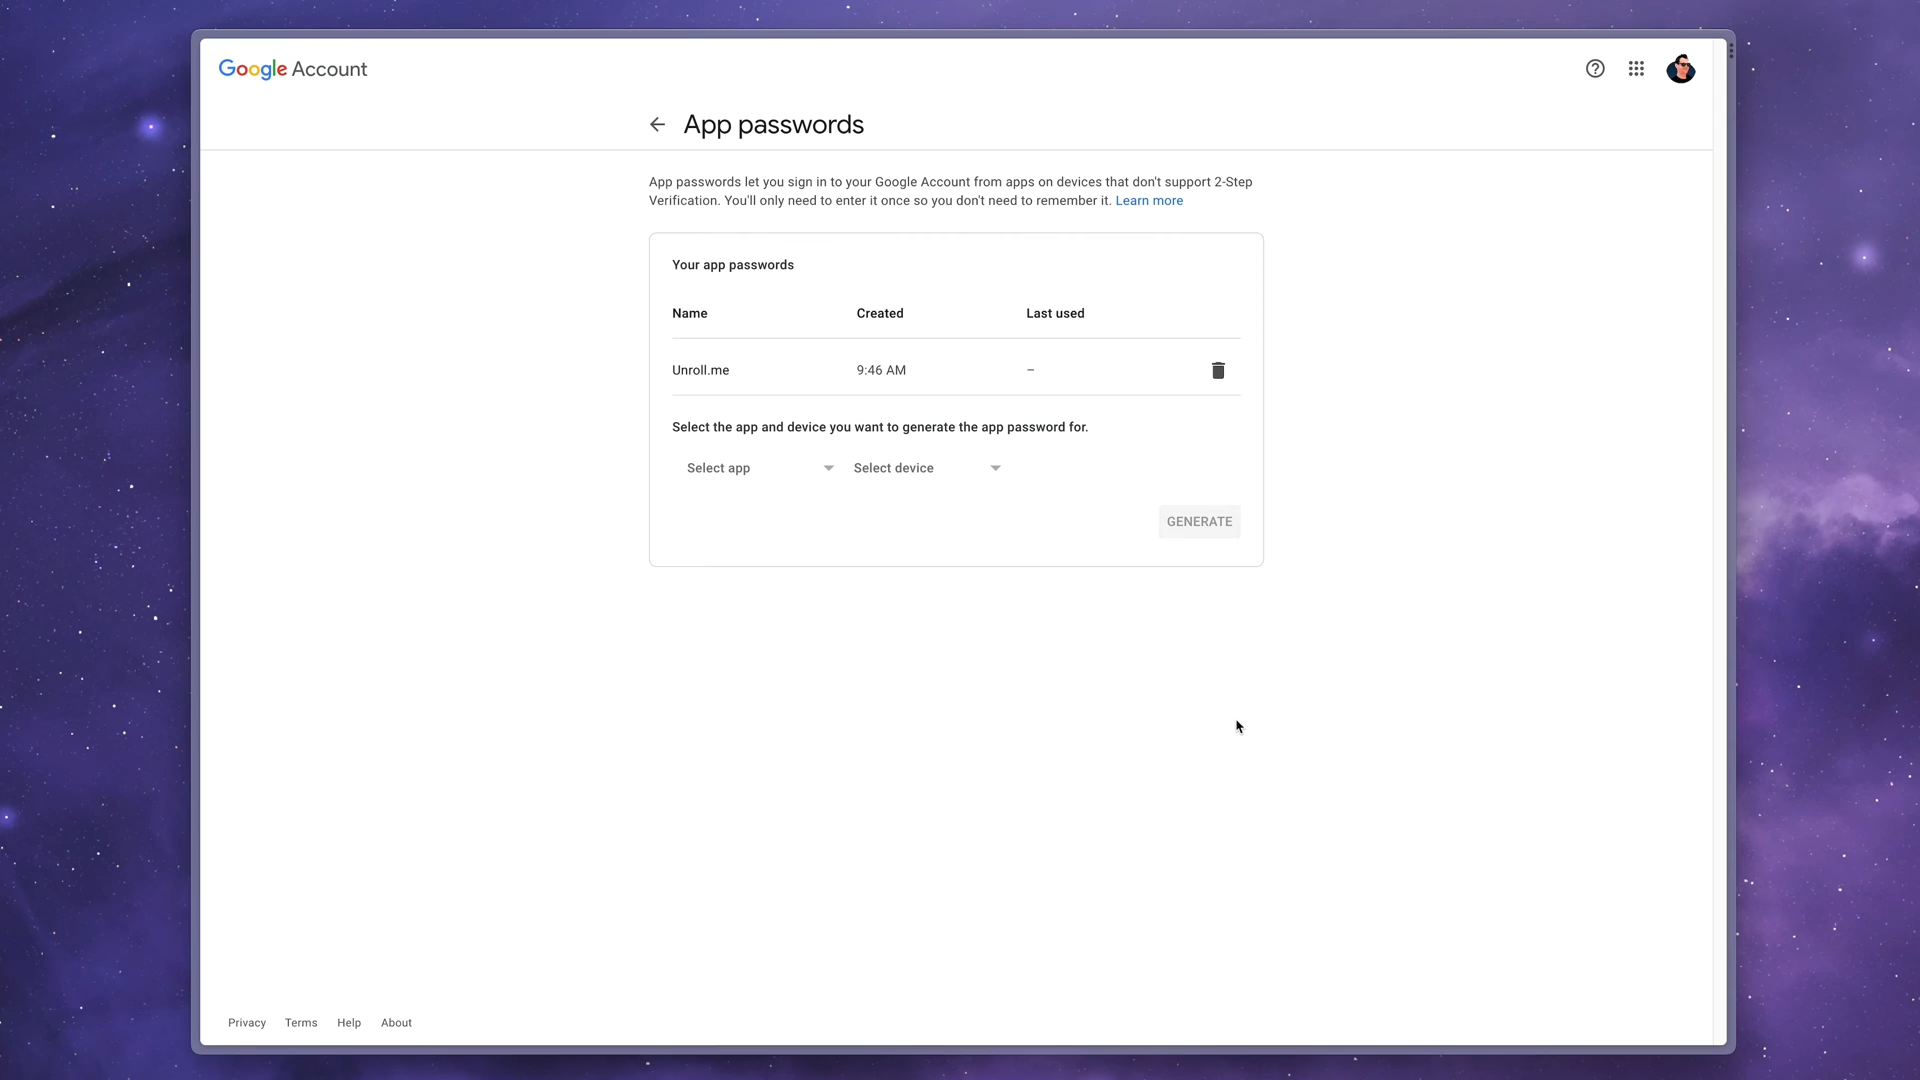 Google Account
App passwords
App passwords let you sign in to your Google Account from apps on devices that don't support 2-Step
Verification. You'll only need to enter it once so you don't need to remember it. Learn more
Your app passwords
Name Created Last used
Unroll.me 9:46 AM –
Select the app and device you want to generate the app password for.
Select app Select device
GENERATE
Privacy Terms Help About